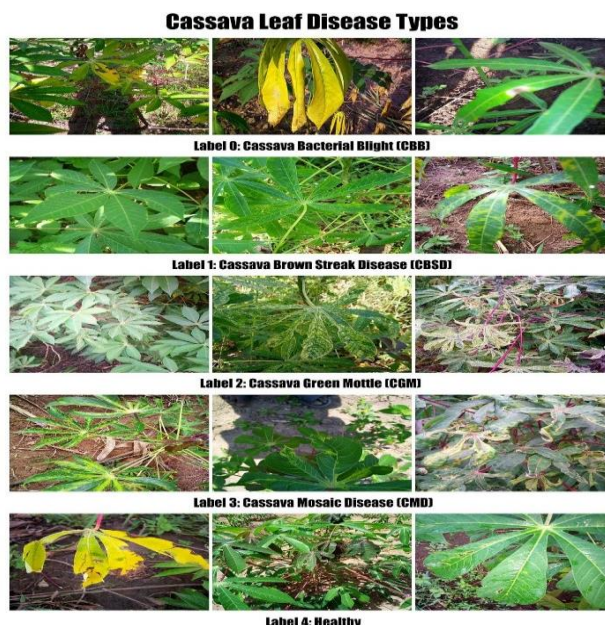 Cassava Leaf Disease Types
Label 0: Cassava Bacterial Blight (CBB)
Label 1: Cassava Brown Streak Disease (CBSD)
Label 2: Cassava Green Mottle (CGM)
Label 3: Cassava Mosaic Disease (CMD)
Label 4: Healthy